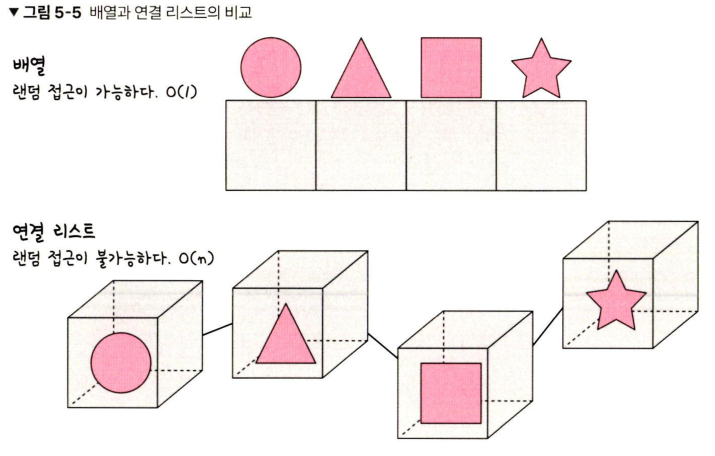 ▼ 그림 5-5 배열과 연결 리스트의 비교
배열
랜덤 접근이 가능하다. O(1)
연결 리스트
랜덤 접근이 불가능하다. O(n)